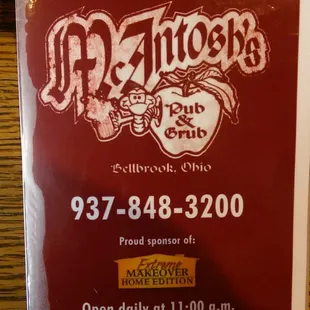 McIntosh's
Pub
&
Grub
Bellbrook, Ohio
937-848-3200
Proud sponsor of:
Extreme
MAKEOVER
HOME EDITION
Open daily at 11:00 a.m.